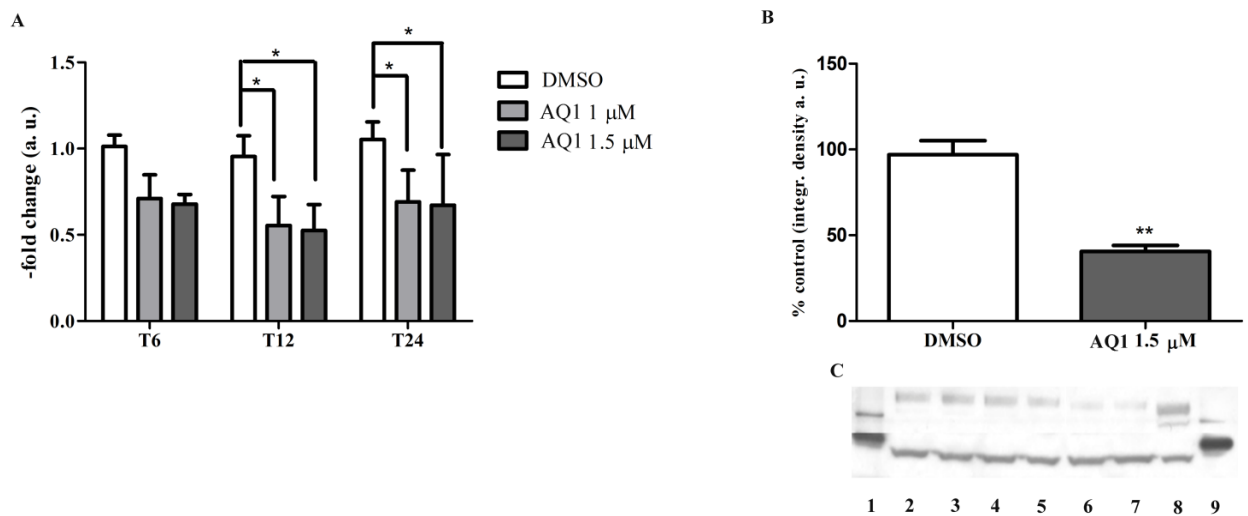 A
-fold change (a. u.)
1.5
1.0
0.5
0.0
*
*
*
*
T6
T12
T24
DMSO
AQ1 1 μM
AQ1 1.5 μM
B
% control (integr. density a. u.)
150
100
50
0
**
DMSO
AQ1 1.5 μM
C
1 2 3 4 5 6 7 8 9